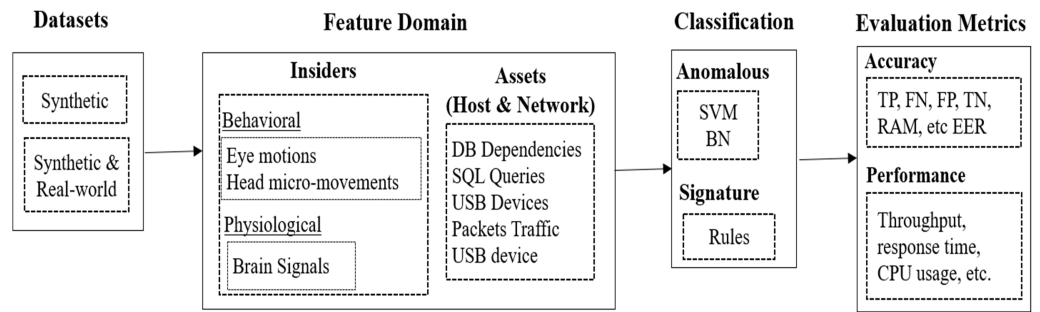 Datasets
Synthetic
Synthetic &
Real-world
Feature Domain
Insiders
Behavioral
Eye motions
Head micro-movements
Physiological
Brain Signals
Assets
(Host & Network)
DB Dependencies
SQL Queries
USB Devices
Packets Traffic
USB device
Classification
Anomalous
SVM
BN
Signature
Rules
Evaluation Metrics
Accuracy
TP, FN, FP, TN,
RAM, etc EER
Performance
Throughput,
response time,
CPU usage, etc.